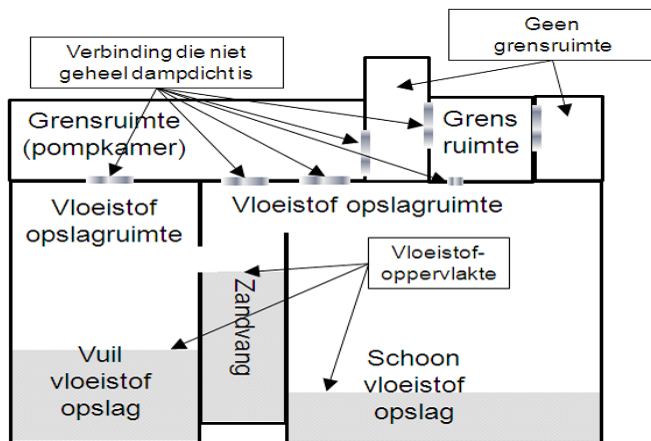 Verbinding die niet
geheel dampdicht is
Geen
grensruimte
Grensruimte
(pompkamer)
Grens
ruimte
Vloeistof
opslagruimte
Vloeistof opslagruimte
Vloeistof-
oppervlakte
Zandvang
Vuil
vloeistof
opslag
Schoon
vloeistof
opslag